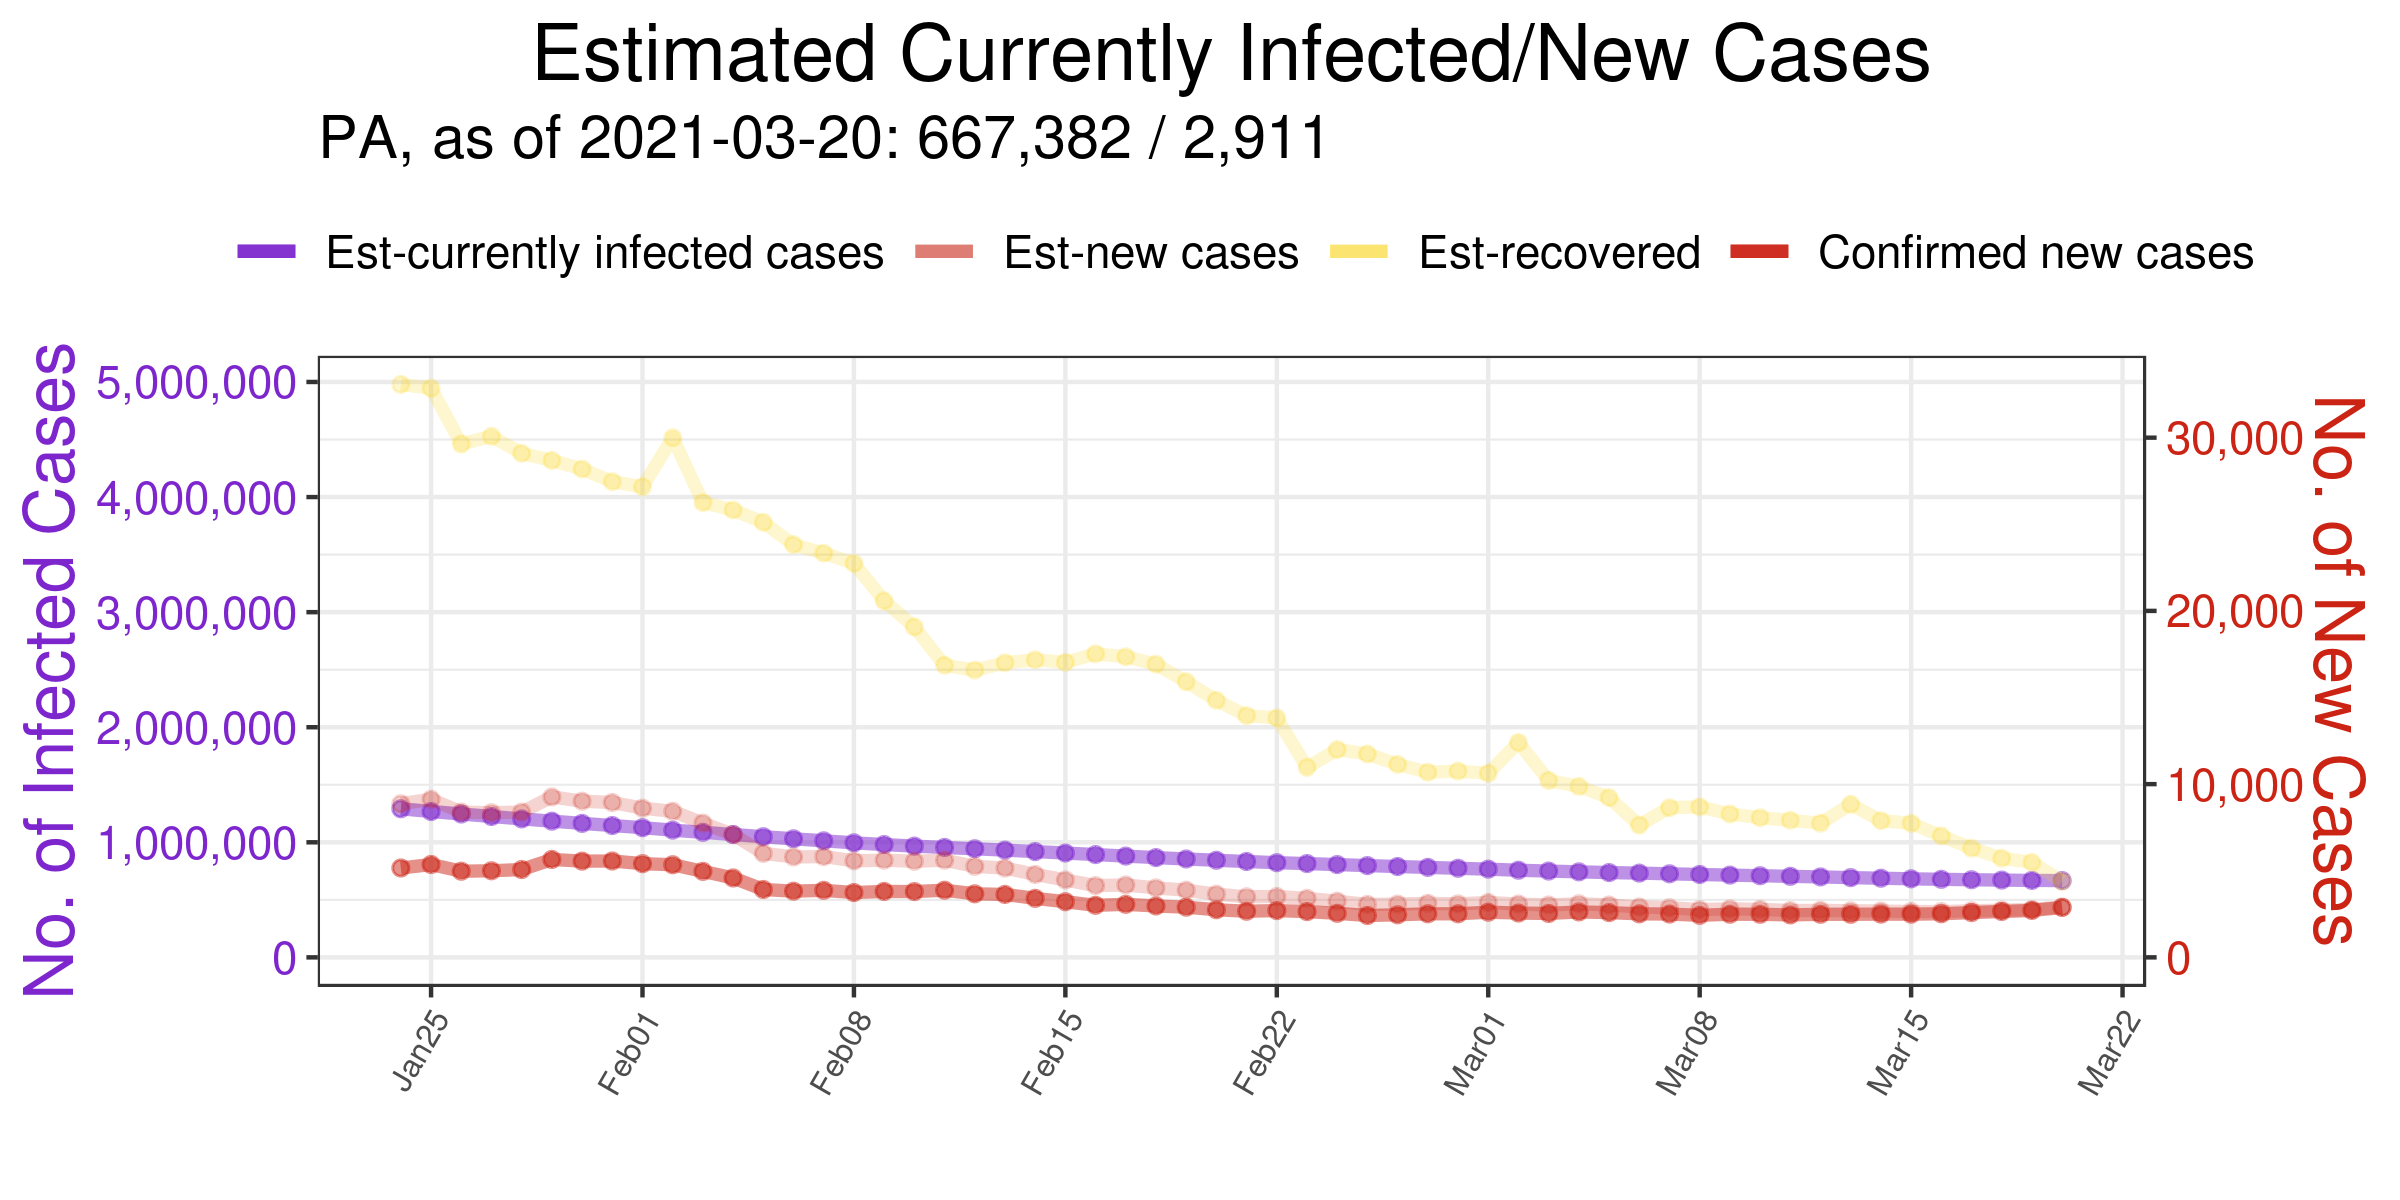 Estimated Currently Infected/New Cases
PA, as of 2021-03-20: 667,382 / 2,911
Est-currently infected cases
Est-new cases
Est-recovered
Confirmed new cases
No. of Infected Cases
5,000,000
4,000,000
3,000,000
2,000,000
1,000,000
0
30,000
20,000
10,000
0
No. of New Cases
Jan25
Feb01
Feb08
Feb15
Feb22
Mar01
Mar08
Mar15
Mar22